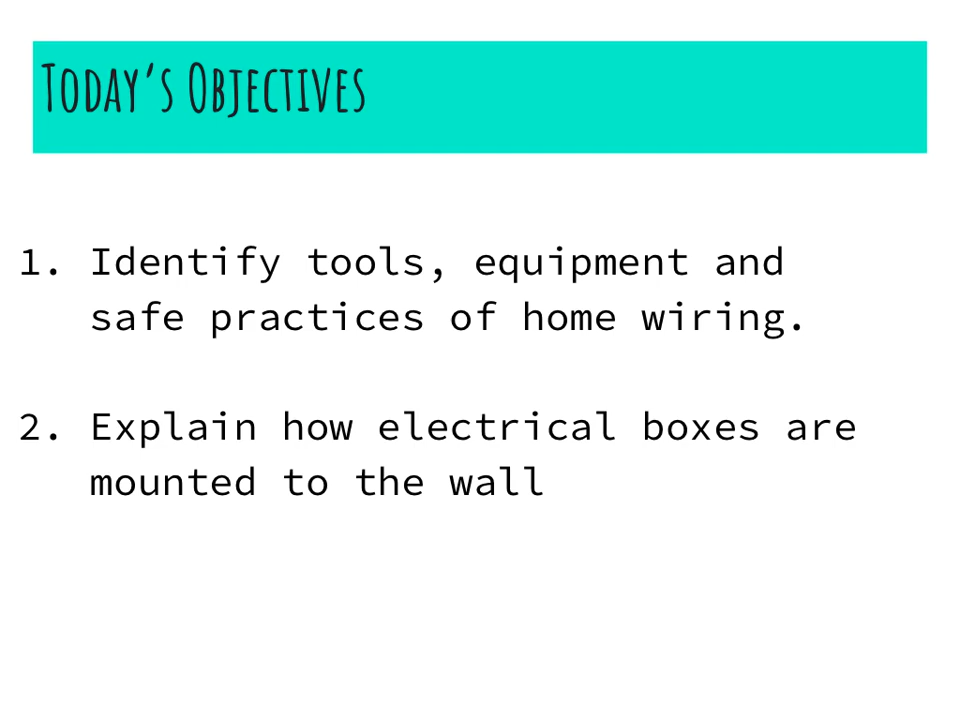 Today's Objectives
1. Identify tools, equipment and
safe practices of home wiring.
2. Explain how electrical boxes are
mounted to the wall